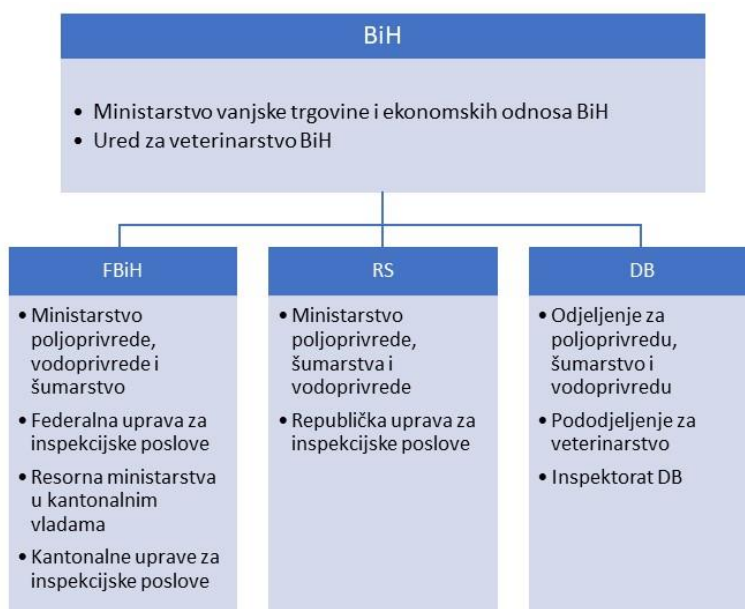 BiH
• Ministarstvo vanjske trgovine i ekonomskih odnosa BiH
• Ured za veterinarstvo BiH
FBiH
• Ministarstvo
poljoprivrede,
vodoprivrede i
šumarstvo
• Federalna uprava za
inspekcijske poslove
• Resorna ministarstva
u kantonalnim
vladama
• Kantonalne uprave za
inspekcijske poslove
RS
• Ministarstvo
poljoprivrede,
šumarstva i
vodoprivrede
• Republička uprava za
inspekcijske poslove
DB
• Odjeljenje za
poljoprivredu,
šumarstvo i
vodoprivredu
• Pododjeljenje za
veterinarstvo
• Inspektorat DB